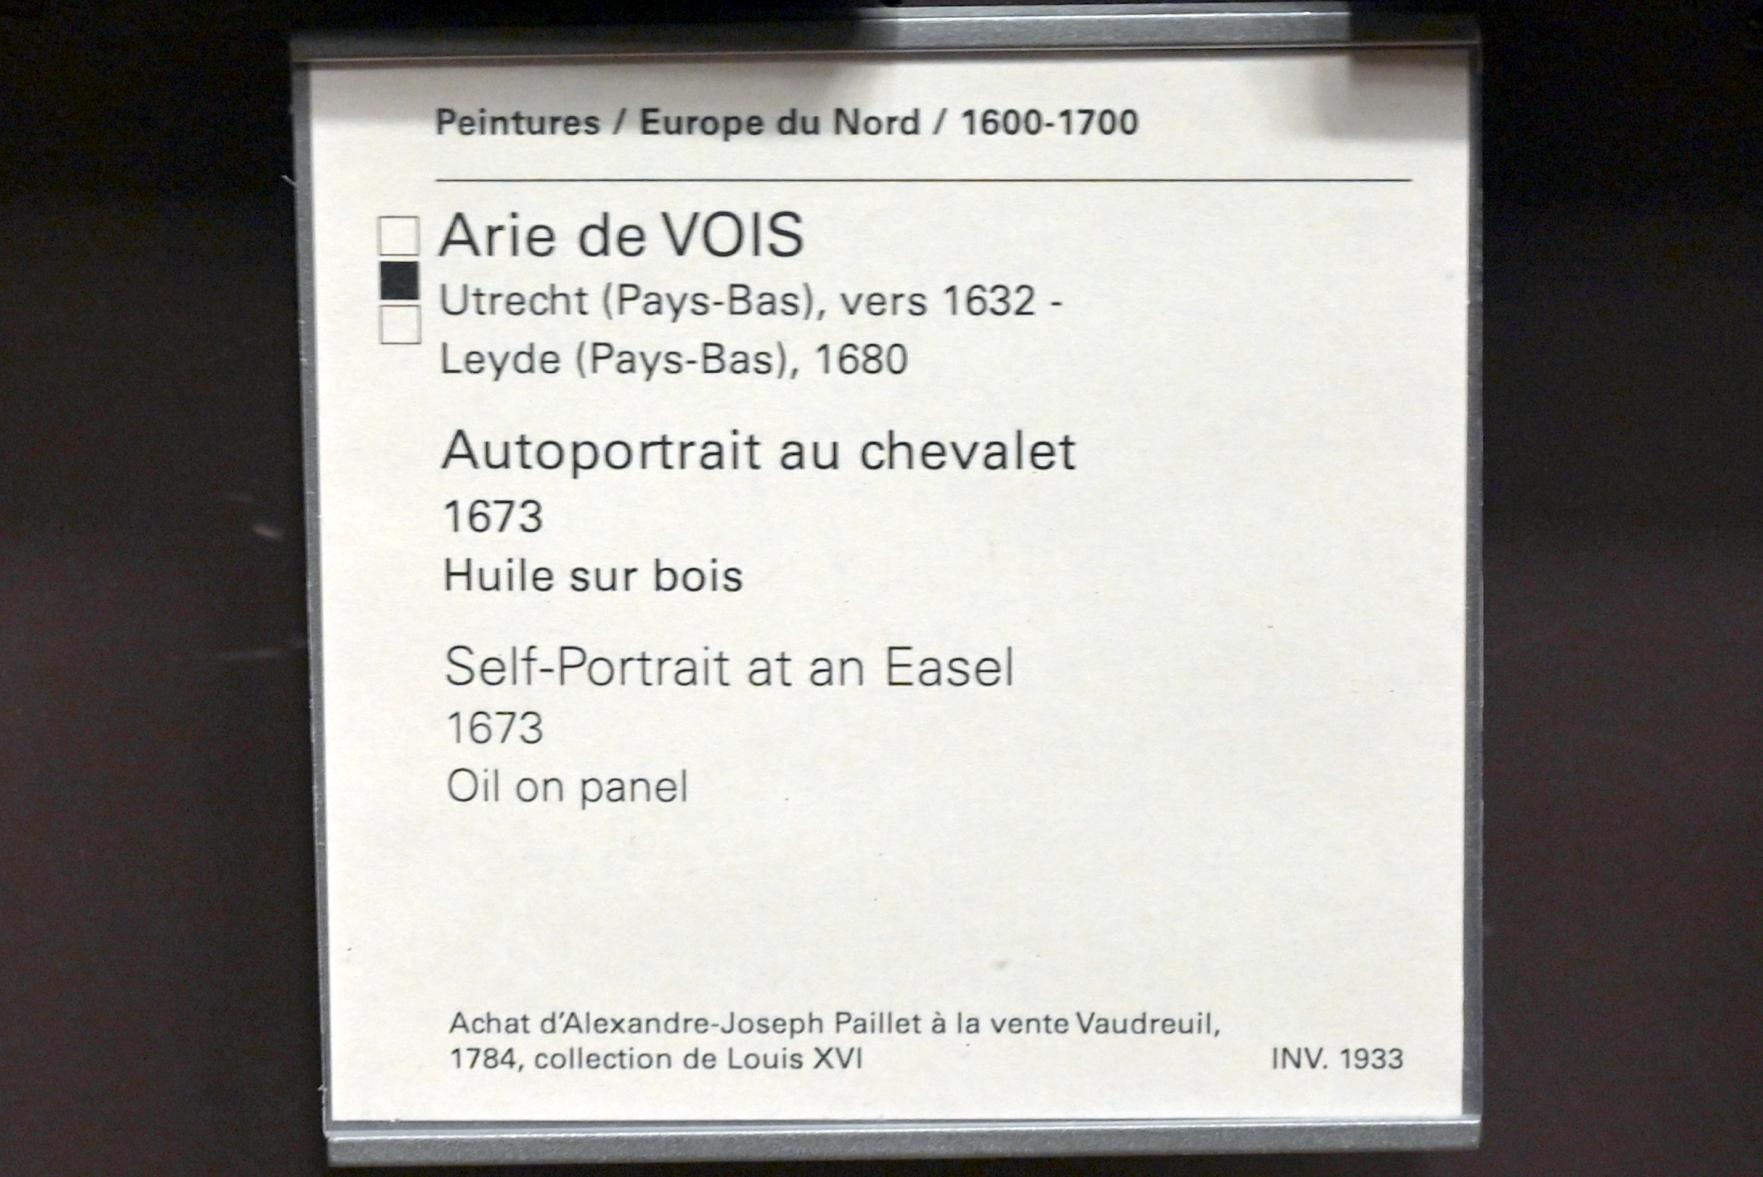 Peintures / Europe du Nord / 1600-1700
Arie de VOIS
Utrecht (Pays-Bas), vers 1632 -
Leyde (Pays-Bas), 1680
Autoportrait au chevalet
1673
Huile sur bois
Self-Portrait at an Easel
1673
Oil on panel
Achat d'Alexandre-Joseph Paillet à la vente Vaudreuil,
1784, collection de Louis XVI
INV. 1933